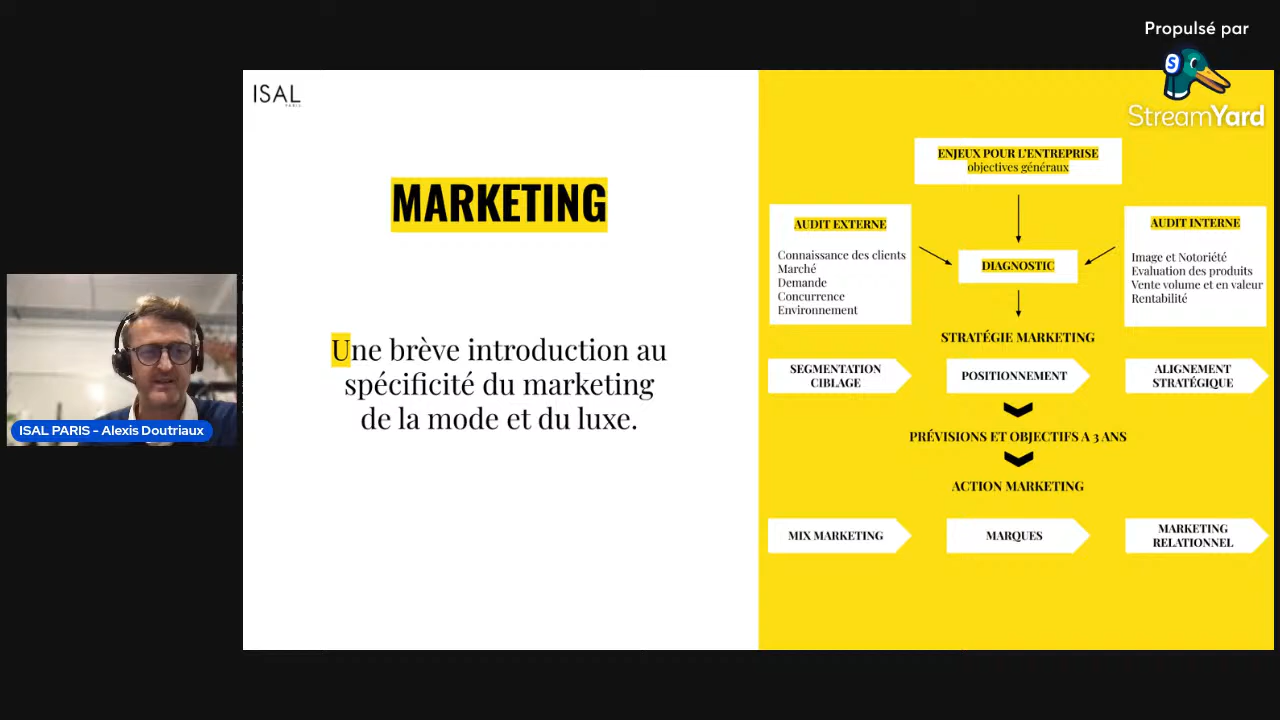 Propulsé par
StreamYard
ISAL
PARIS
MARKETING
Une brève introduction au
spécificité du marketing
de la mode et du luxe.
ISAL PARIS - Alexis Doutriaux
ENJEUX POUR L'ENTREPRISE
objectives généraux
AUDIT EXTERNE
Connaissance des clients
Marché
Demande
Concurrence
Environnement
DIAGNOSTIC
AUDIT INTERNE
Image et Notoriété
Evaluation des produits
Vente volume et en valeur
Rentabilité
STRATÉGIE MARKETING
SEGMENTATION
CIBLAGE
POSITIONNEMENT
ALIGNEMENT
STRATÉGIQUE
PRÉVISIONS ET OBJECTIFS A 3 ANS
ACTION MARKETING
MIX MARKETING
MARQUES
MARKETING
RELATIONNEL